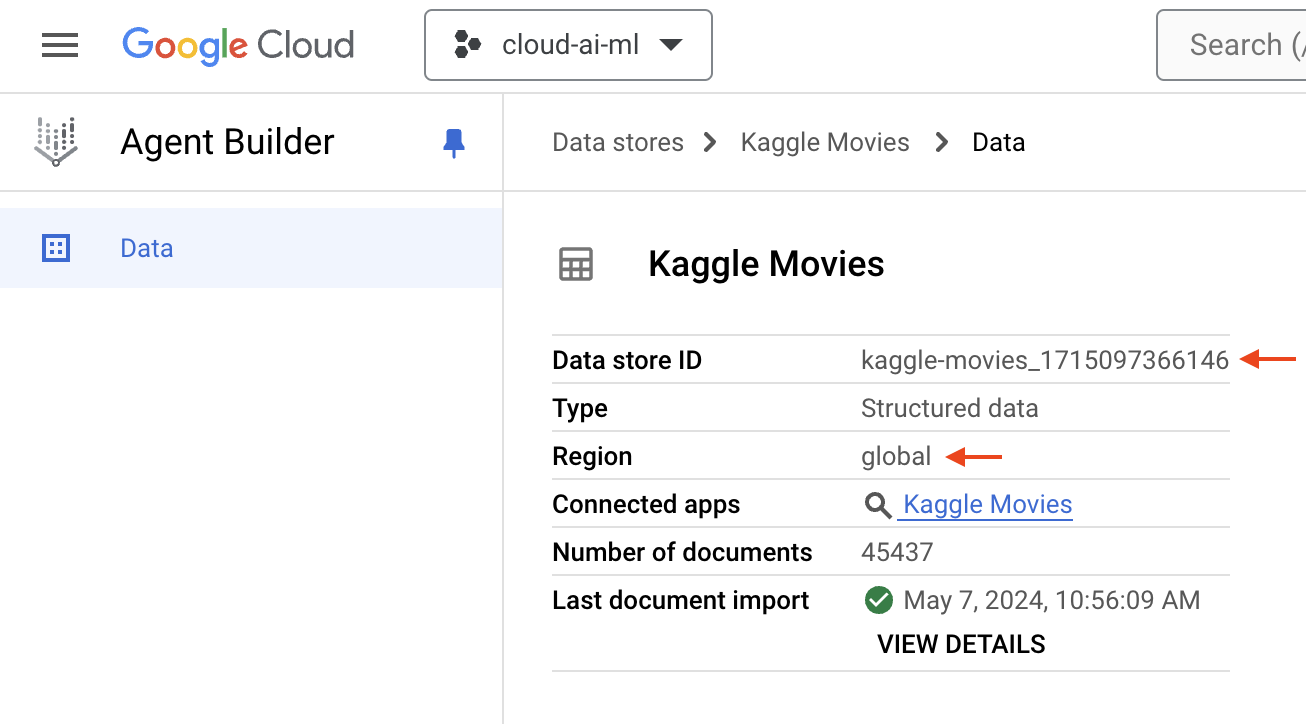 Google Cloud
cloud-ai-ml
Search (/
Agent Builder
Data stores > Kaggle Movies > Data
Data
Kaggle Movies
Data store ID kaggle-movies_1715097366146
Type Structured data
Region global
Connected apps Kaggle Movies
Number of documents 45437
Last document import May 7, 2024, 10:56:09 AM
VIEW DETAILS